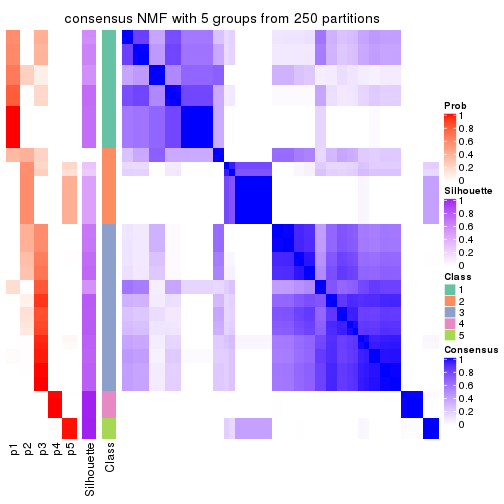 consensus NMF with 5 groups from 250 partitions
Prob
1
0.8
0.6
0.4
0.2
0
Silhouette
1
0.8
0.6
0.4
0.2
0
Class
1
2
3
4
5
Consensus
1
0.8
0.6
0.4
0.2
0
p1
p2
p3
p4
p5
Silhouette
Class